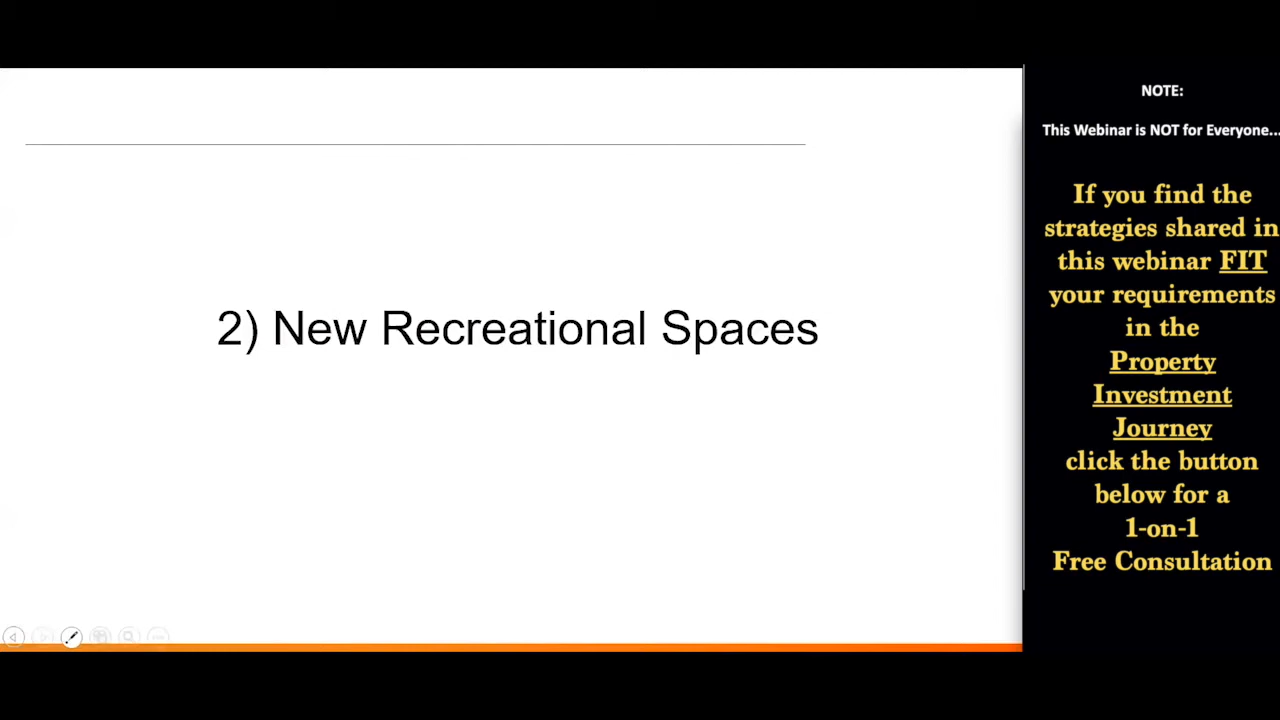 2) New Recreational Spaces
NOTE:
This Webinar is NOT for Everyone...
If you find the
strategies shared in
this webinar FIT
your requirements
in the
Property
Investment
Journey
click the button
below for a
1-on-1
Free Consultation